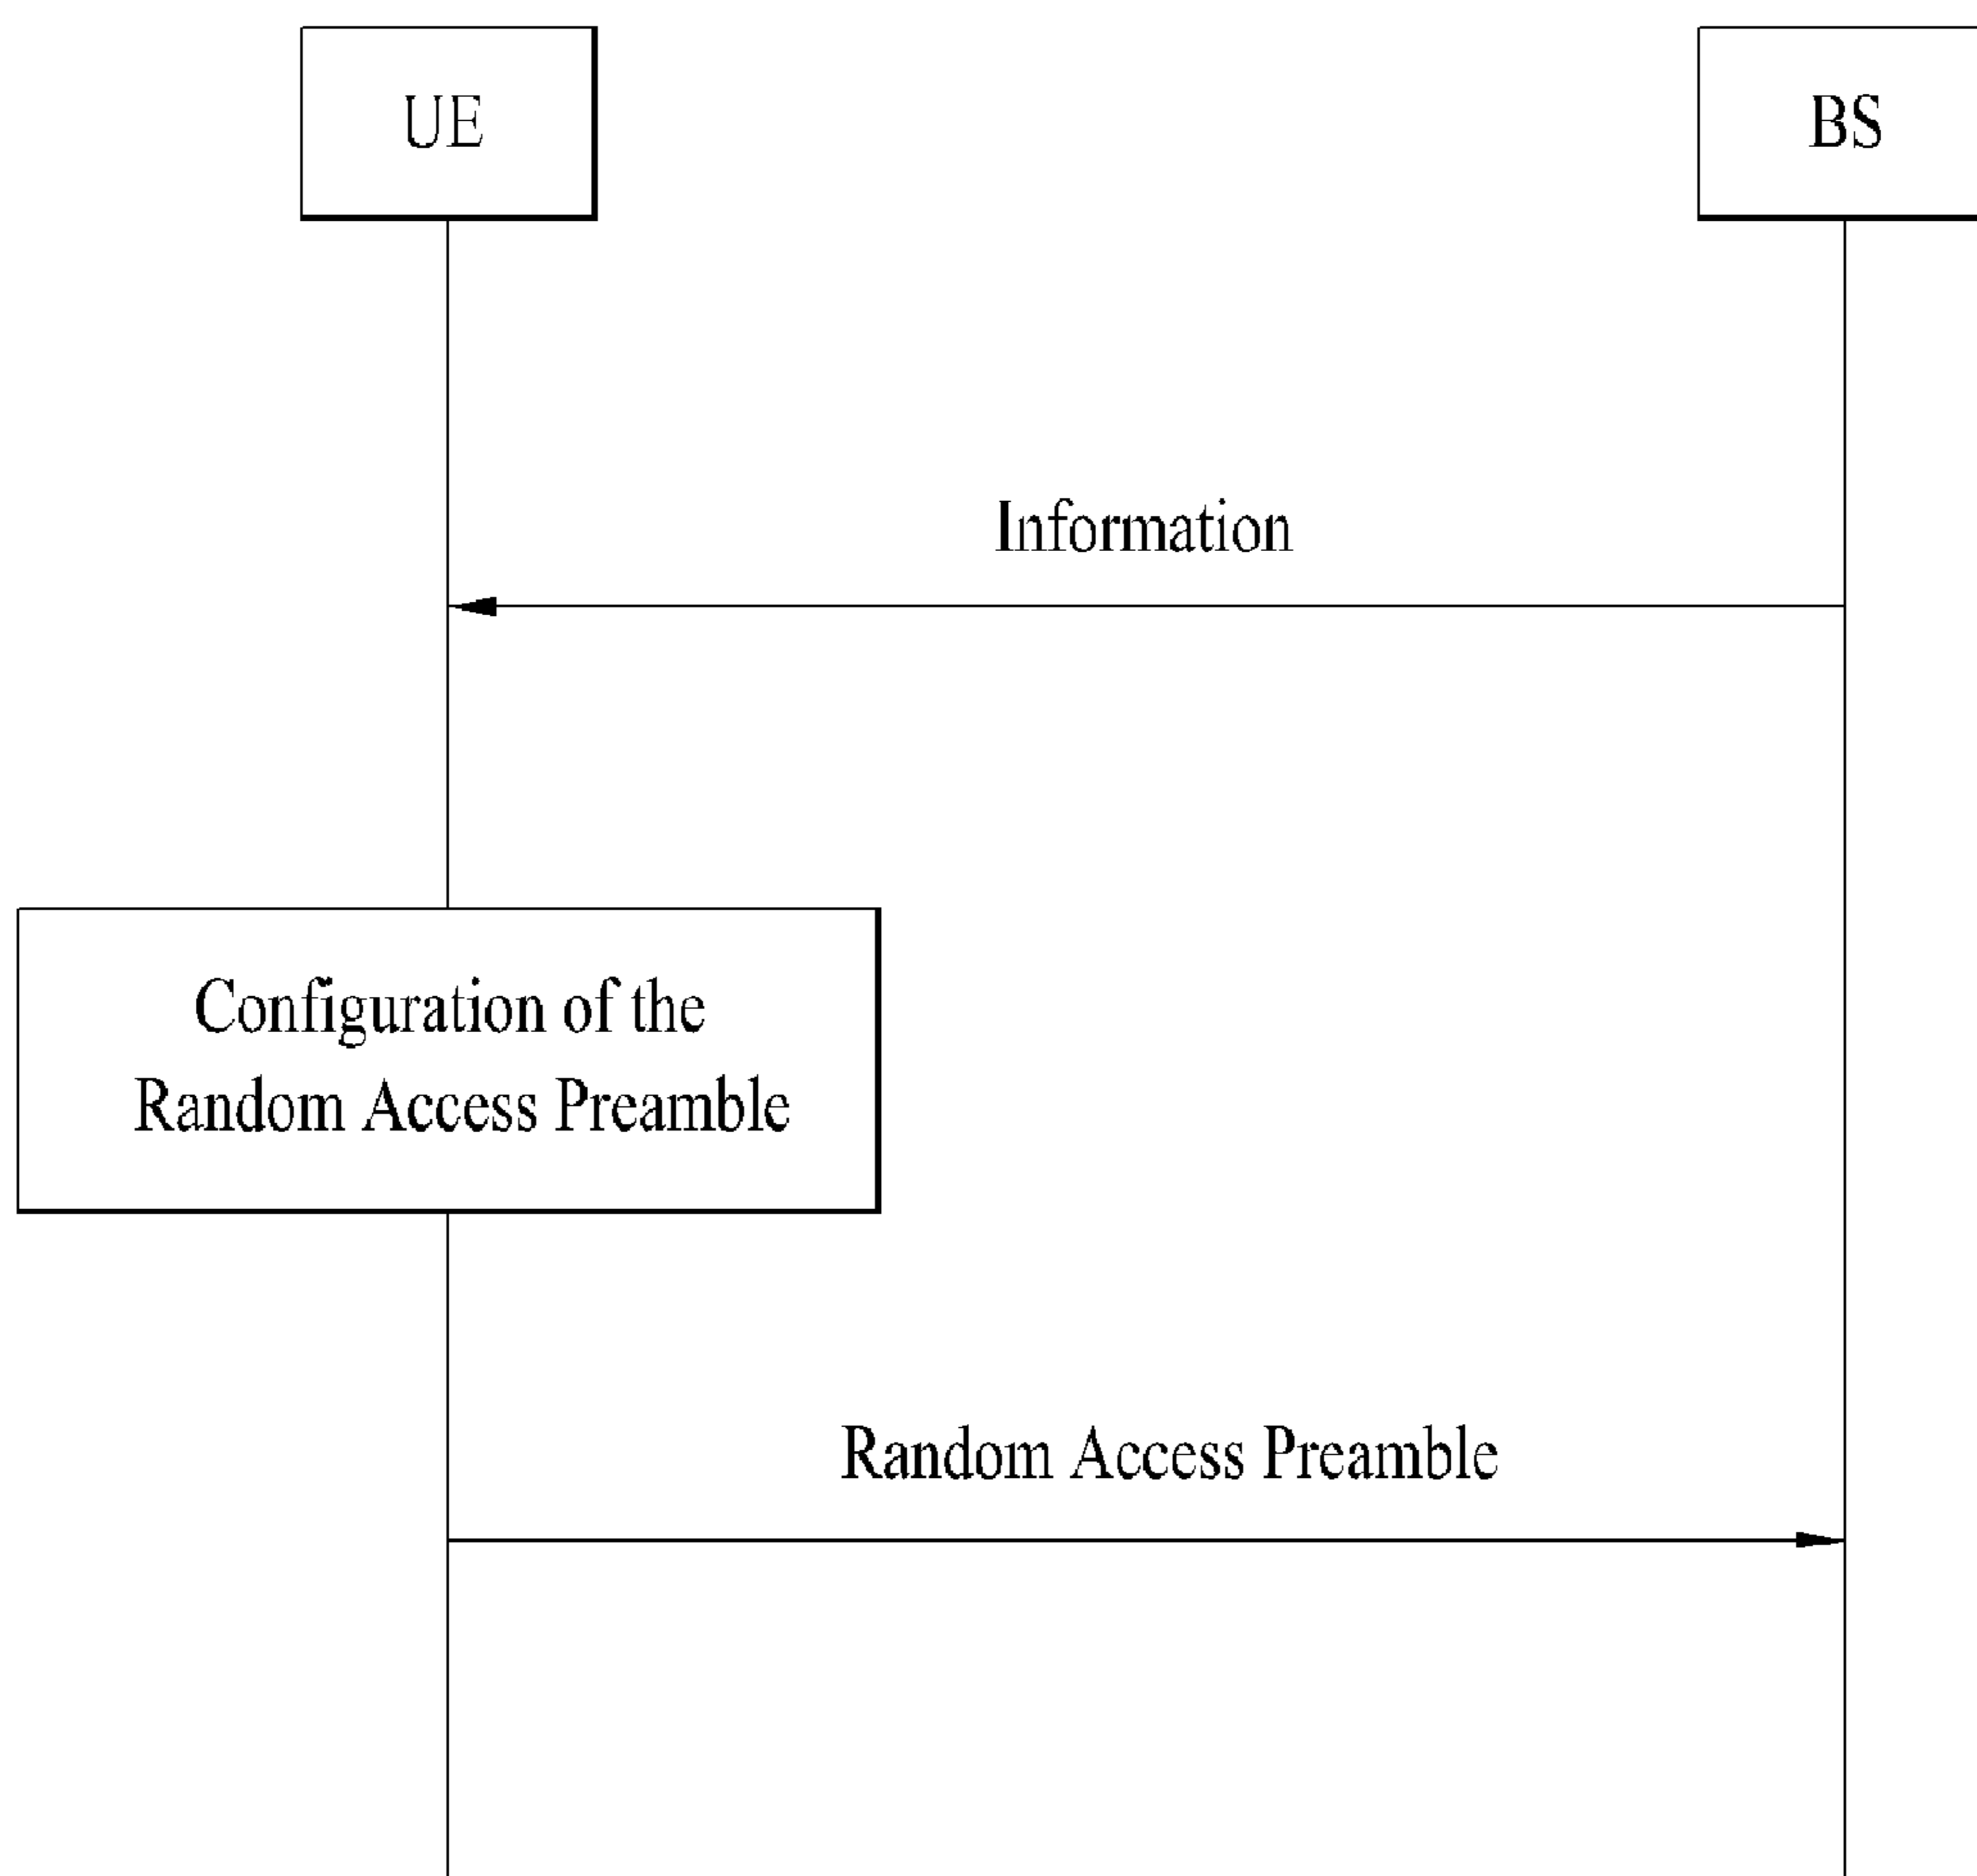 UE
BS
Information
Configuration of the
Random Access Preamble
Random Access Preamble